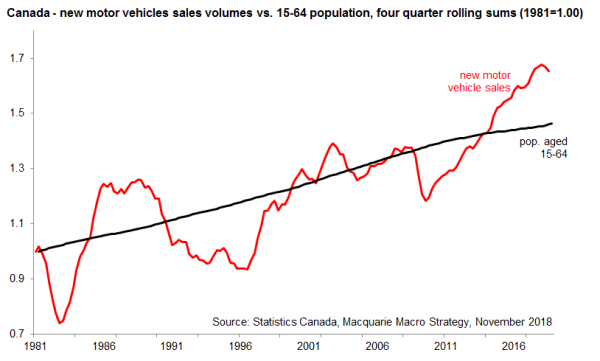 Canada - new motor vehicles sales volumes vs. 15-64 population, four quarter rolling sums (1981=1.00)
1.7
new motor
vehicle sales
1.5
pop. aged
15-64
1.3
1.1
0.9
Source: Statistics Canada, Macquarie Macro Strategy, November 2018
0.7
1981 1986 1991 1996 2001 2006 2011 2016